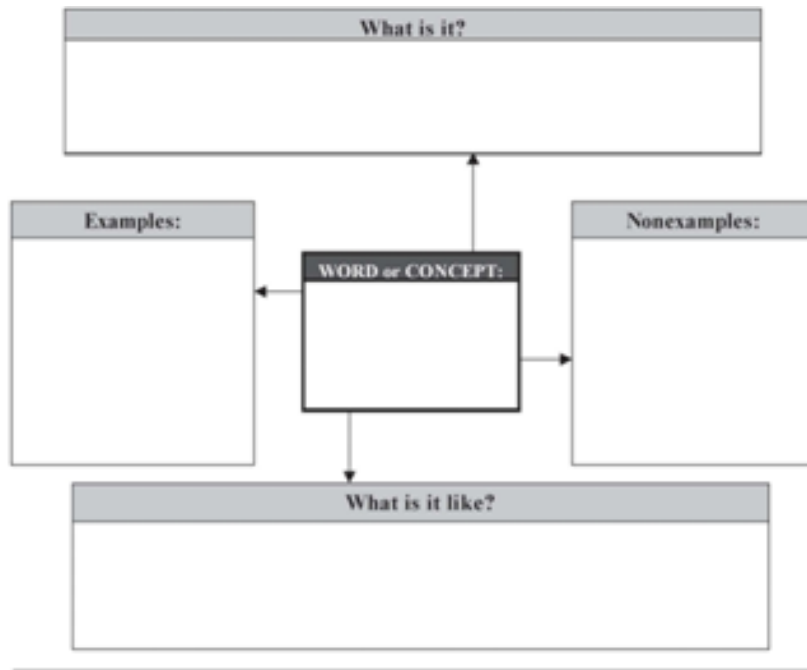 What is it?
Examples:
Nonexamples:
WORD or CONCEPT:
What is it like?